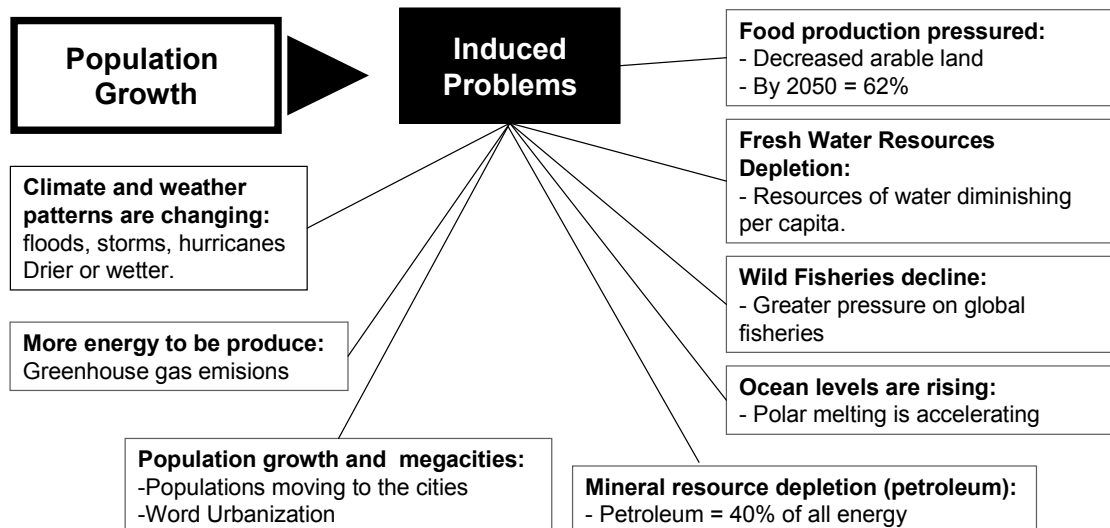 Population
Growth
Induced
Problems
Food production pressured:
- Decreased arable land
- By 2050 = 62%
Fresh Water Resources
Depletion:
- Resources of water diminishing
per capita.
Wild Fisheries decline:
- Greater pressure on global
fisheries
Ocean levels are rising:
- Polar melting is accelerating
Climate and weather
patterns are changing:
floods, storms, hurricanes
Drier or wetter.
More energy to be produce:
Greenhouse gas emisions
Population growth and megacities:
-Populations moving to the cities
-Word Urbanization
Mineral resource depletion (petroleum):
- Petroleum = 40% of all energy